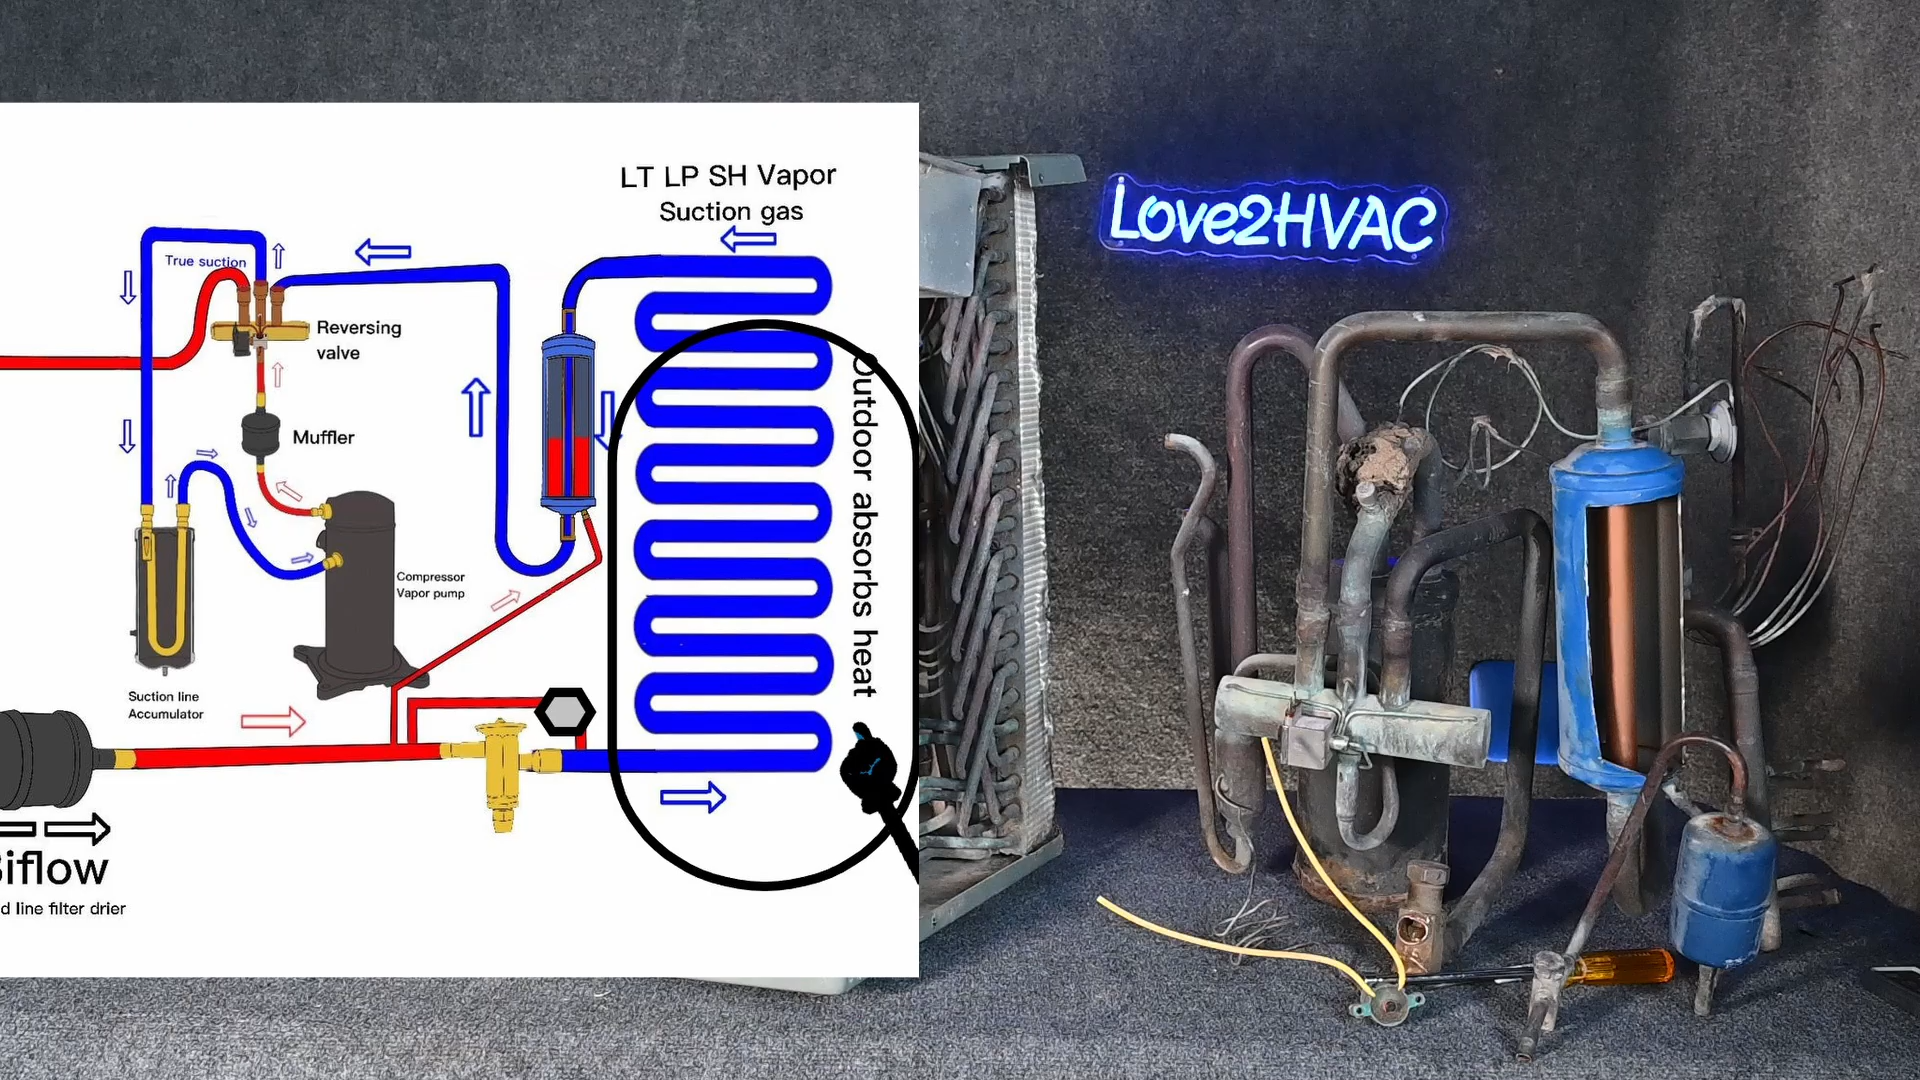 LT LP SH Vapor
Suction gas
Love2HVAC
True suction
Reversing
valve
Outdoor absorbs heat
Muffler
Compressor
Vapor pump
Suction line
Accumulator
Biflow
d line filter drier